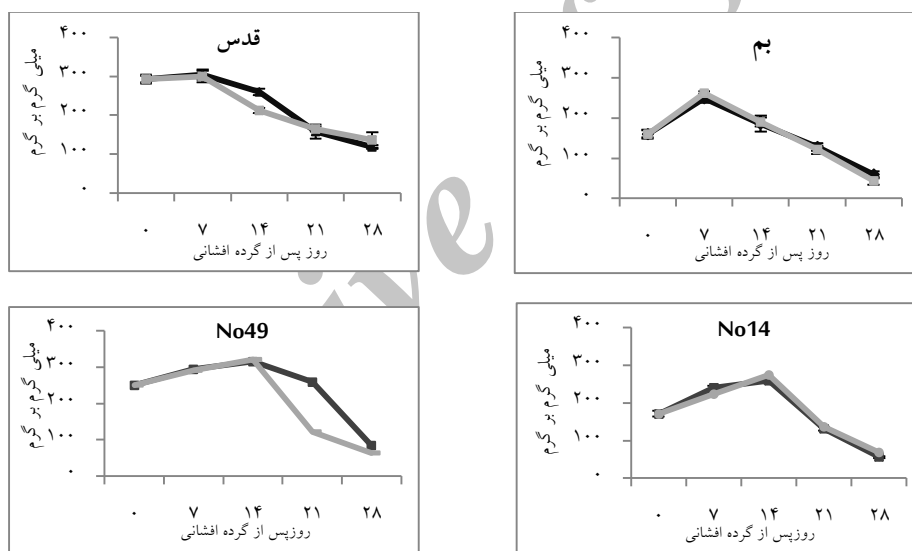 قدس
۴۰۰
۳۰۰
۲۰۰
۱۰۰
۰
میلی گرم بر گرم
۰ ۷ ۱۴ ۲۱ ۲۸
روز پس از گرده افشانی
بم
۴۰۰
۳۰۰
۲۰۰
۱۰۰
۰
میلی گرم بر گرم
۰ ۷ ۱۴ ۲۱ ۲۸
روز پس از گرده افشانی
No49
۴۰۰
۳۰۰
۲۰۰
۱۰۰
۰
میلی گرم بر گرم
۰ ۷ ۱۴ ۲۱ ۲۸
روزپس از گرده افشانی
No14
۴۰۰
۳۰۰
۲۰۰
۱۰۰
۰
میلی گرم بر گرم
۰ ۷ ۱۴ ۲۱ ۲۸
روزپس از گرده افشانی